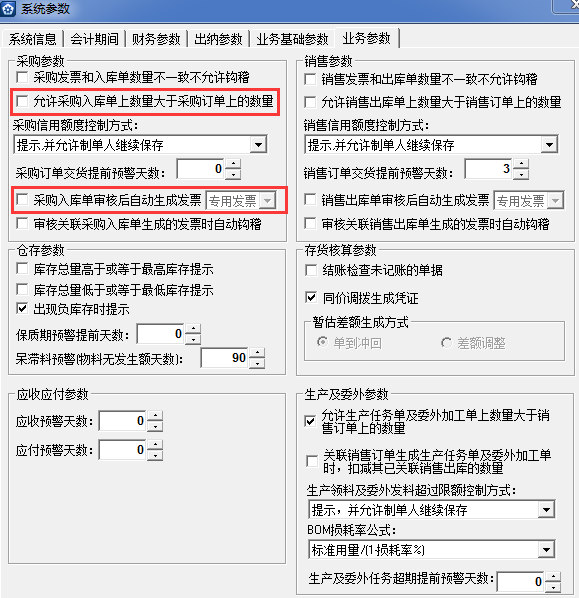 系统参数
系统信息 会计期间 财务参数 出纳参数 业务基础参数 业务参数
采购参数
采购发票和入库单数量不一致不允许钩稽
允许采购入库单上数量大于采购订单上的数量
采购信用额度控制方式：
提示,并允许制单人继续保存
采购订单交货提前预警天数： 0
采购入库单审核后自动生成发票 专用发票
审核关联采购入库单生成的发票时自动钩稽
销售参数
销售发票和出库单数量不一致不允许钩稽
允许销售出库单上数量大于销售订单上的数量
销售信用额度控制方式：
提示,并允许制单人继续保存
销售订单交货提前预警天数： 3
销售出库单审核后自动生成发票 专用发票
审核关联销售出库单生成的发票时自动钩稽
仓存参数
库存总量高于或等于最高库存提示
库存总量低于或等于最低库存提示
出现负库存时提示
保质期预警提前天数： 0
呆滞料预警(物料无发生额天数)： 90
存货核算参数
结账检查未记账的单据
同价调拨生成凭证
暂估差额生成方式
单到冲回 差额调整
应收应付参数
应收预警天数： 0
应付预警天数： 0
生产及委外参数
允许生产任务单及委外加工单上数量大于销
售订单上的数量
关联销售订单生成生产任务单及委外加工单
时，扣减其已关联销售出库的数量
生产领料及委外发料超过限额控制方式：
提示，并允许制单人继续保存
BOM损耗率公式：
标准用量/(1-损耗率%)
生产及委外任务超期提前预警天数： 0